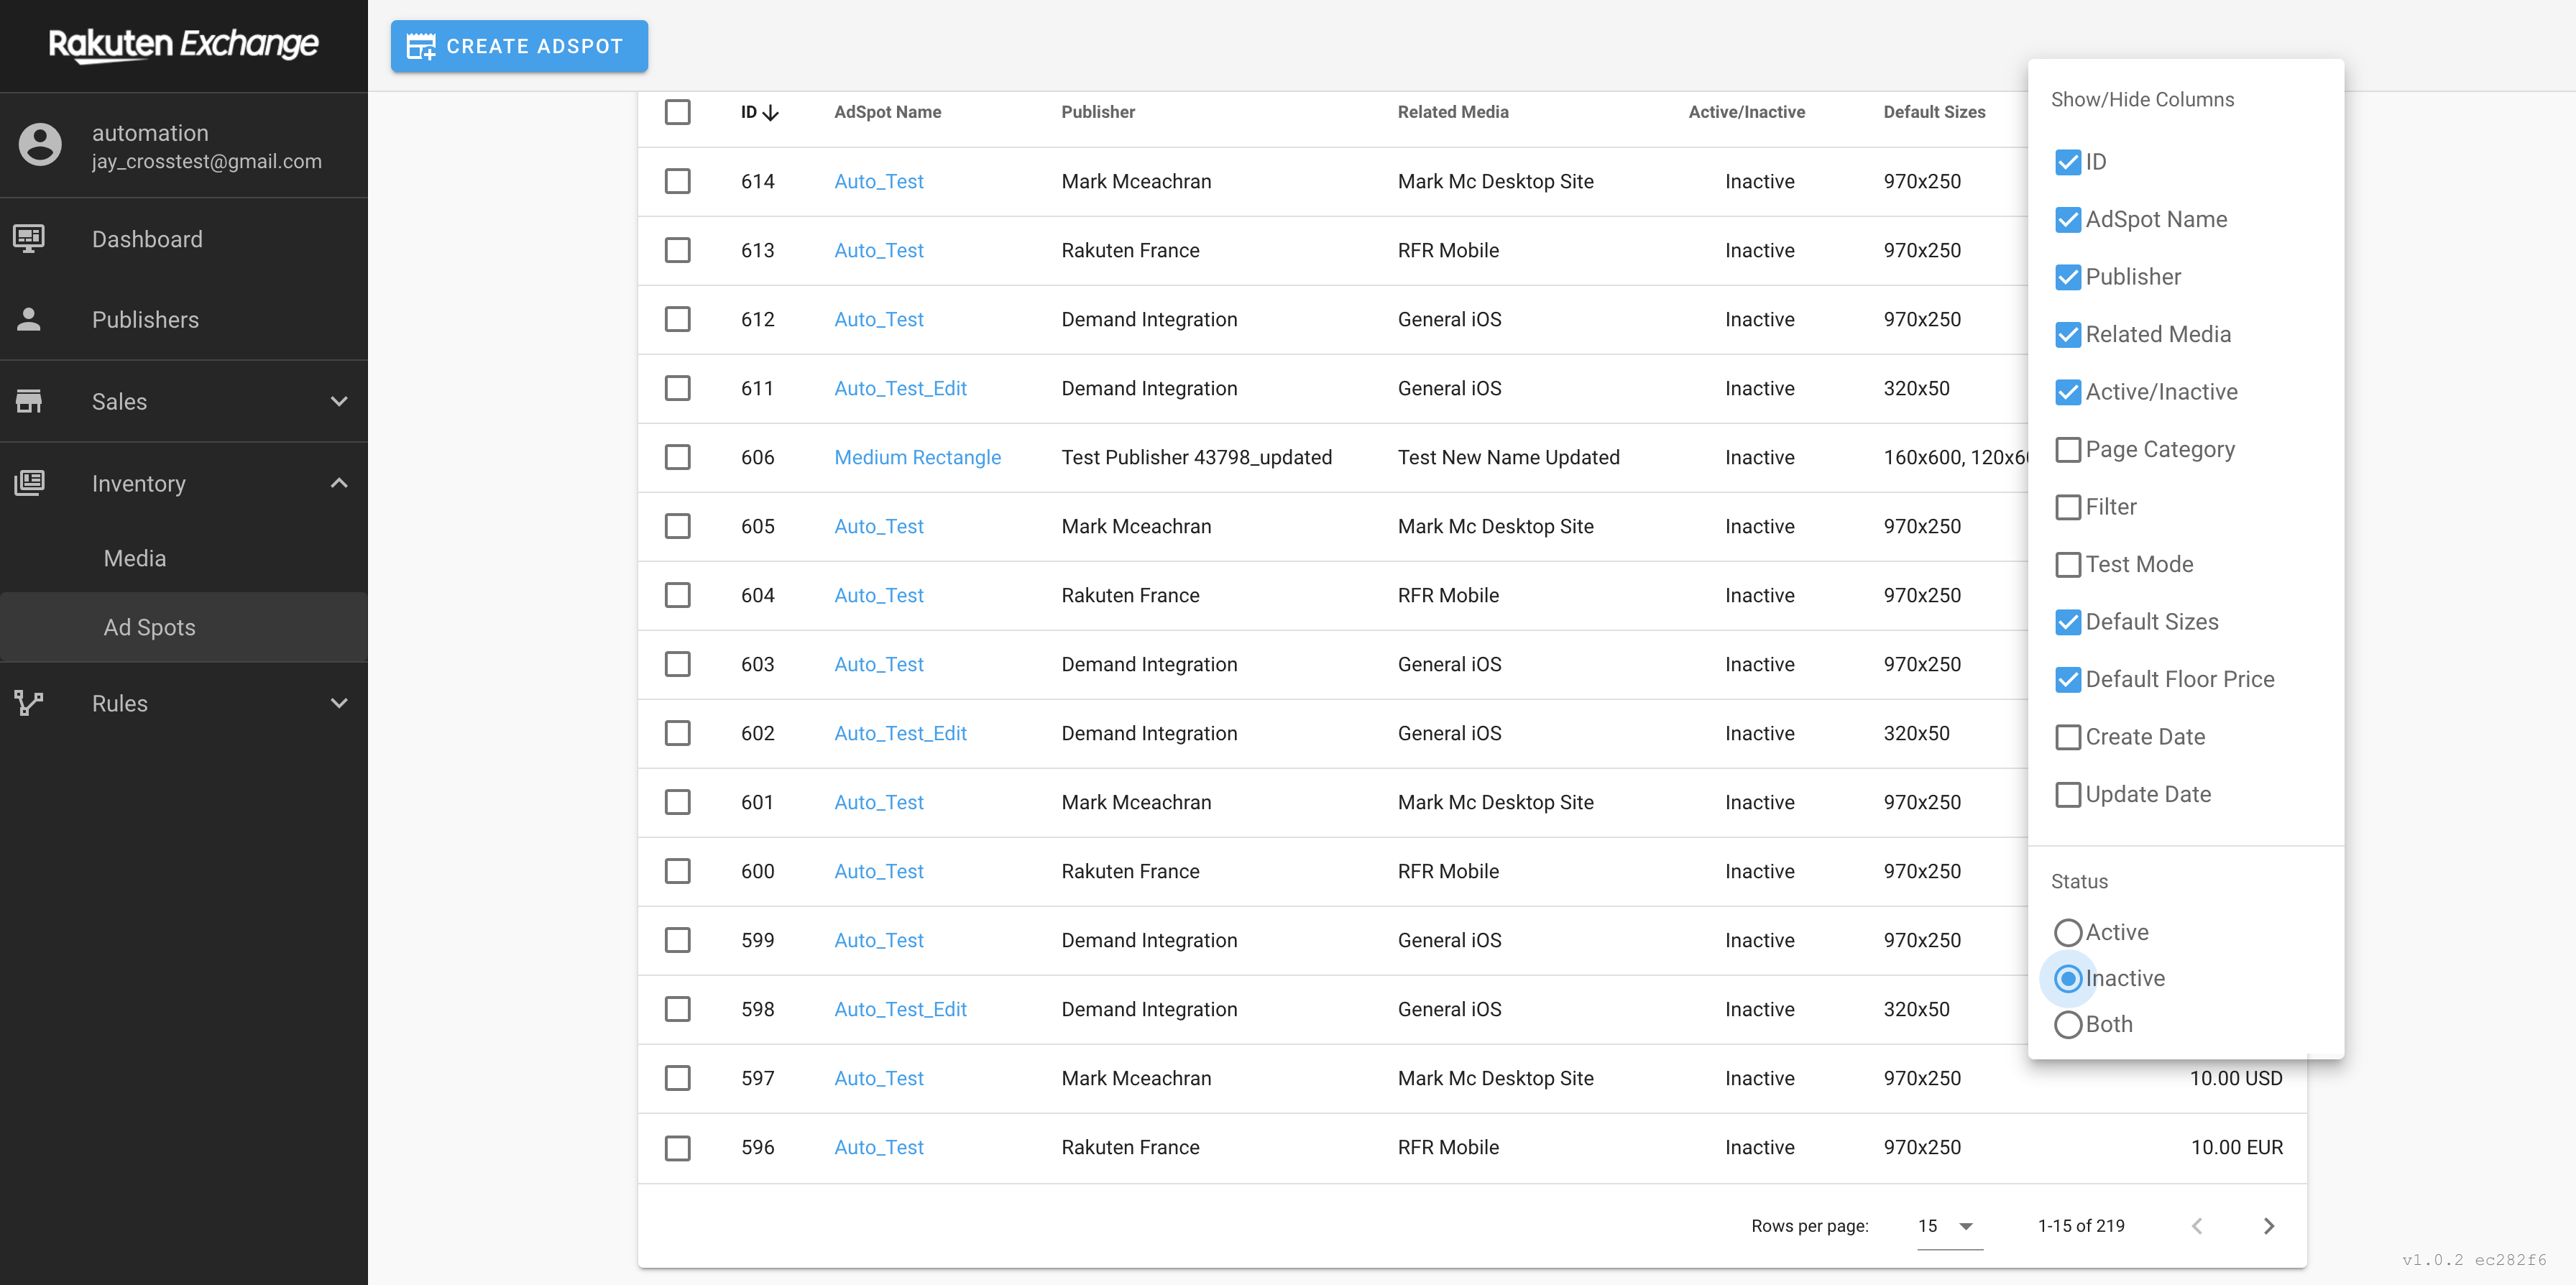 Rakuten Exchange
automation
jay_crosstest@gmail.com
Dashboard
Publishers
Sales
Inventory
Media
Ad Spots
Rules
CREATE ADSPOT
ID AdSpot Name Publisher Related Media Active/Inactive Default Sizes
614 Auto_Test Mark Mceachran Mark Mc Desktop Site Inactive 970x250
613 Auto_Test Rakuten France RFR Mobile Inactive 970x250
612 Auto_Test Demand Integration General iOS Inactive 970x250
611 Auto_Test_Edit Demand Integration General iOS Inactive 320x50
606 Medium Rectangle Test Publisher 43798_updated Test New Name Updated Inactive 160x600, 120x6
605 Auto_Test Mark Mceachran Mark Mc Desktop Site Inactive 970x250
604 Auto_Test Rakuten France RFR Mobile Inactive 970x250
603 Auto_Test Demand Integration General iOS Inactive 970x250
602 Auto_Test_Edit Demand Integration General iOS Inactive 320x50
601 Auto_Test Mark Mceachran Mark Mc Desktop Site Inactive 970x250
600 Auto_Test Rakuten France RFR Mobile Inactive 970x250
599 Auto_Test Demand Integration General iOS Inactive 970x250
598 Auto_Test_Edit Demand Integration General iOS Inactive 320x50
597 Auto_Test Mark Mceachran Mark Mc Desktop Site Inactive 970x250 10.00 USD
596 Auto_Test Rakuten France RFR Mobile Inactive 970x250 10.00 EUR
Rows per page: 15 1-15 of 219
Show/Hide Columns
ID
AdSpot Name
Publisher
Related Media
Active/Inactive
Page Category
Filter
Test Mode
Default Sizes
Default Floor Price
Create Date
Update Date
Status
Active
Inactive
Both
v1.0.2 ec282f6